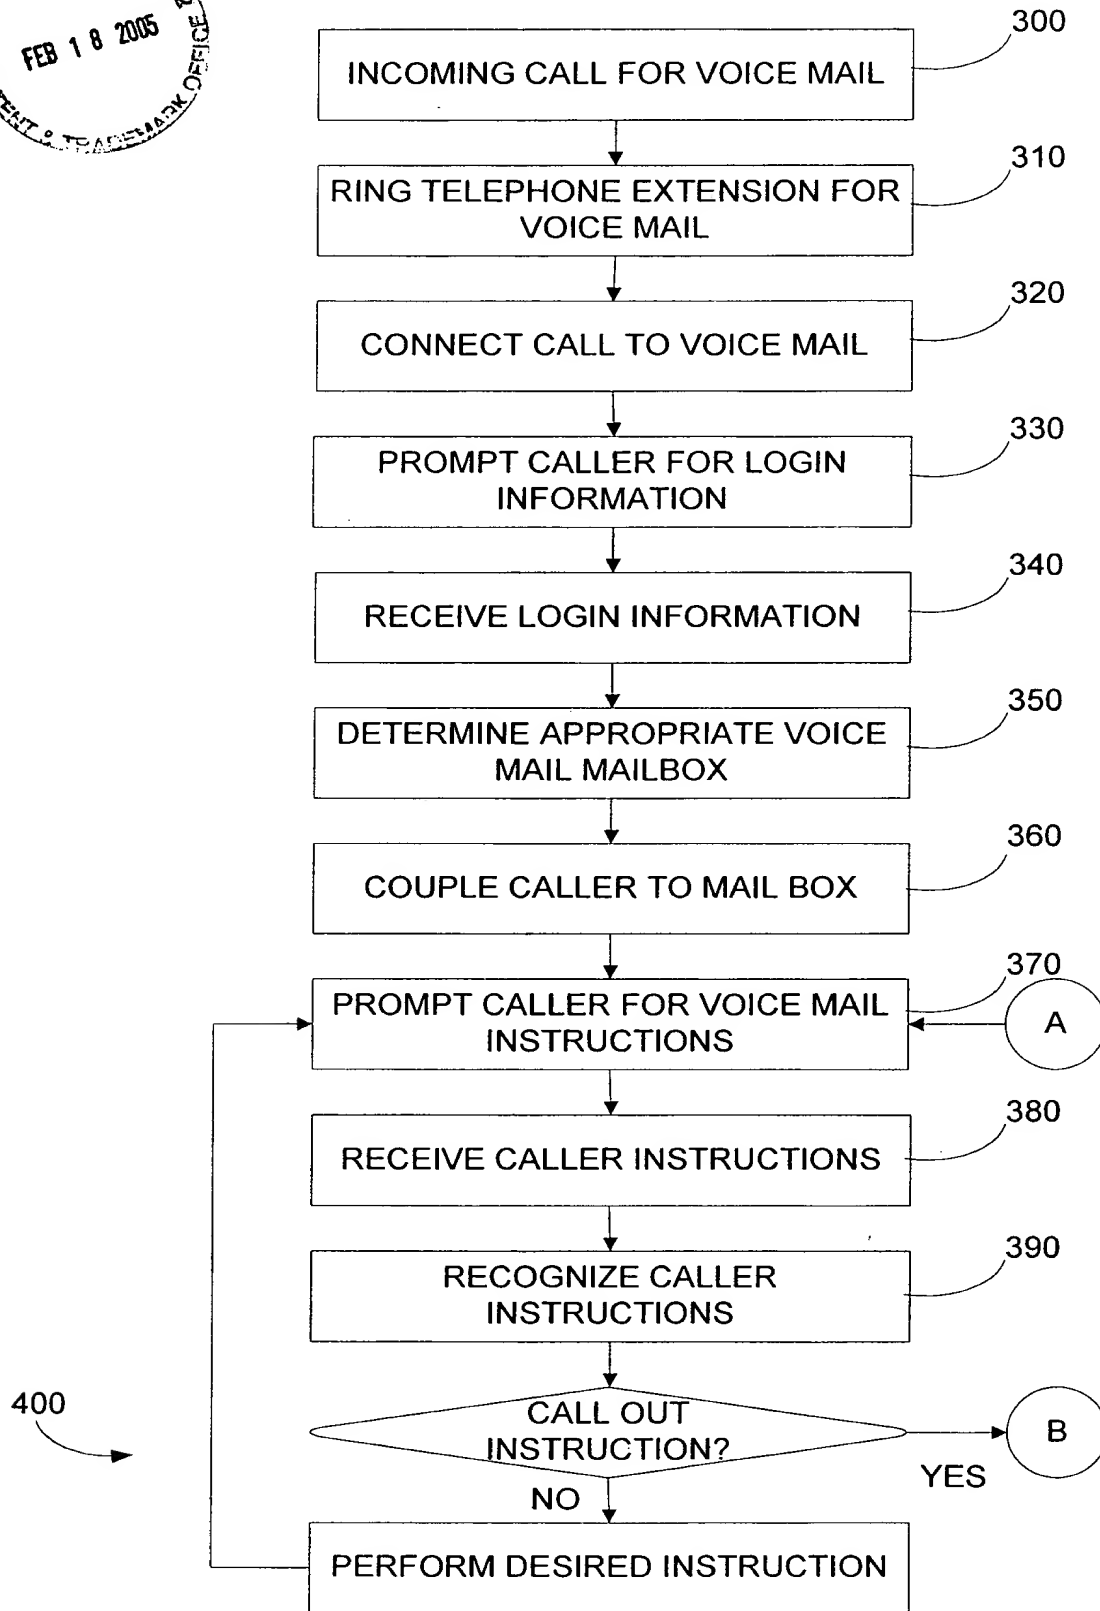 FEB 18 2005
ENT & TRADEMARK OFFICE
300
INCOMING CALL FOR VOICE MAIL
310
RING TELEPHONE EXTENSION FOR
VOICE MAIL
320
CONNECT CALL TO VOICE MAIL
330
PROMPT CALLER FOR LOGIN
INFORMATION
340
RECEIVE LOGIN INFORMATION
350
DETERMINE APPROPRIATE VOICE
MAIL MAILBOX
360
COUPLE CALLER TO MAIL BOX
370
PROMPT CALLER FOR VOICE MAIL
INSTRUCTIONS
A
380
RECEIVE CALLER INSTRUCTIONS
390
RECOGNIZE CALLER
INSTRUCTIONS
400
CALL OUT
INSTRUCTION?
B
YES
NO
PERFORM DESIRED INSTRUCTION